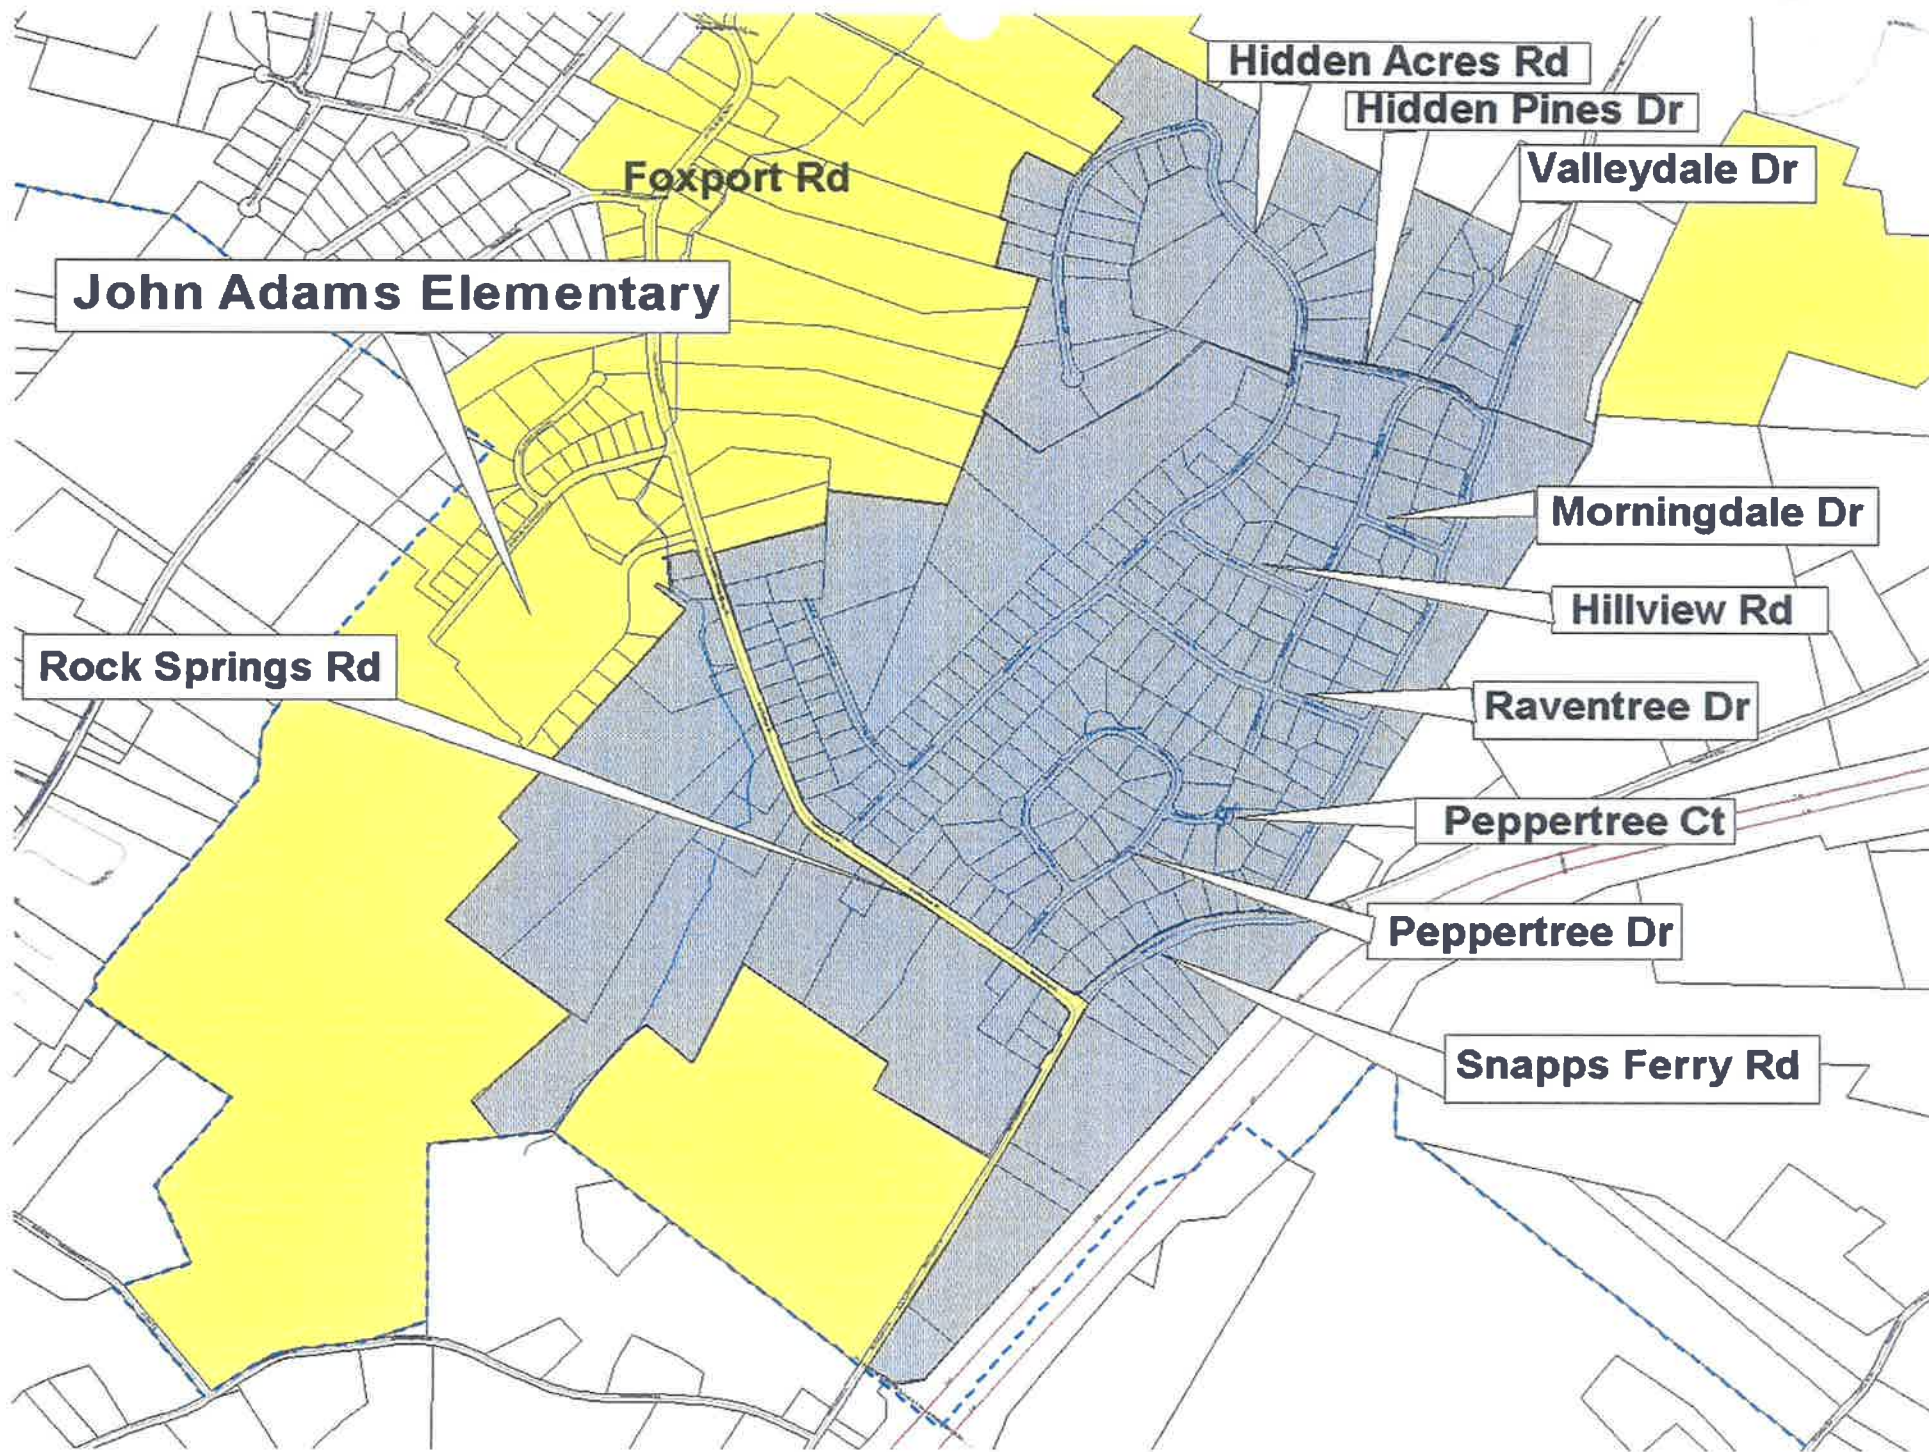 Hidden Acres Rd
Hidden Pines Dr
Valleydale Dr
Foxport Rd
John Adams Elementary
Morningdale Dr
Hillview Rd
Rock Springs Rd
Raventree Dr
Peppertree Ct
Peppertree Dr
Snapps Ferry Rd